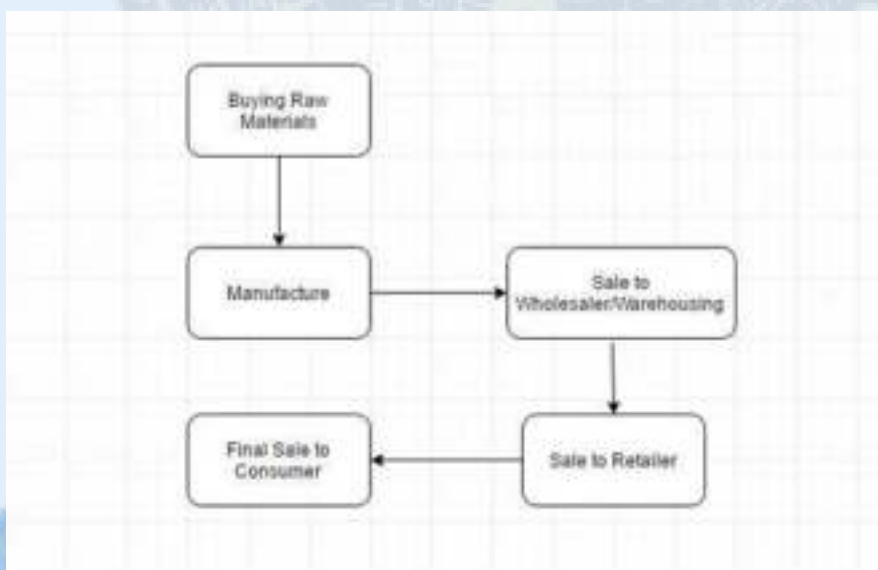 Buying Raw
Materials
Manufacture
Sale to
Wholesaler/Warehousing
Sale to Retailer
Final Sale to
Consumer